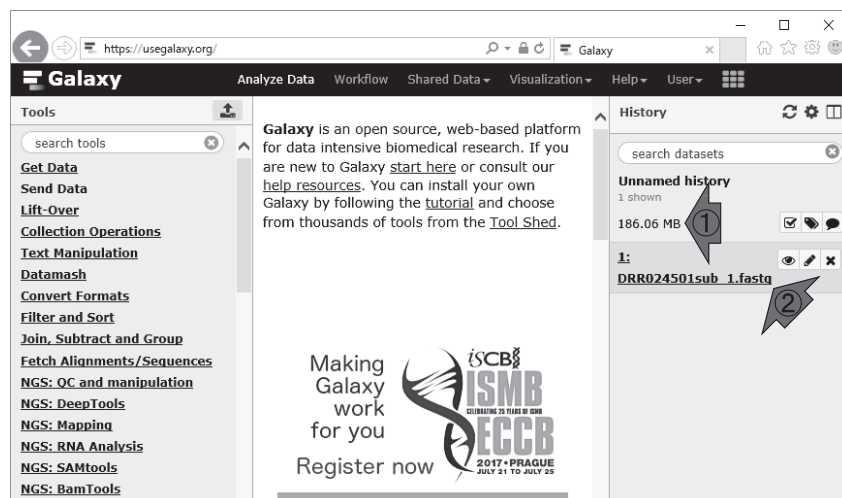 https://usegalaxy.org/
Galaxy
Galaxy
Analyze Data
Workflow
Shared Data
Visualization
Help
User
Tools
search tools
Get Data
Send Data
Lift-Over
Collection Operations
Text Manipulation
Datamash
Convert Formats
Filter and Sort
Join, Subtract and Group
Fetch Alignments/Sequences
NGS: QC and manipulation
NGS: DeepTools
NGS: Mapping
NGS: RNA Analysis
NGS: SAMtools
NGS: BamTools
Galaxy is an open source, web-based platform
for data intensive biomedical research. If you
are new to Galaxy start here or consult our
help resources. You can install your own
Galaxy by following the tutorial and choose
from thousands of tools from the Tool Shed.
Making
Galaxy
work
for you
Register now
ISCB
ISMB
CELEBRATING 25 YEARS OF ISMB
ECCB
2017•PRAGUE
JULY 21 TO JULY 25
History
search datasets
Unnamed history
1 shown
186.06 MB
①
1:
DRR024501sub_1.fastq
②